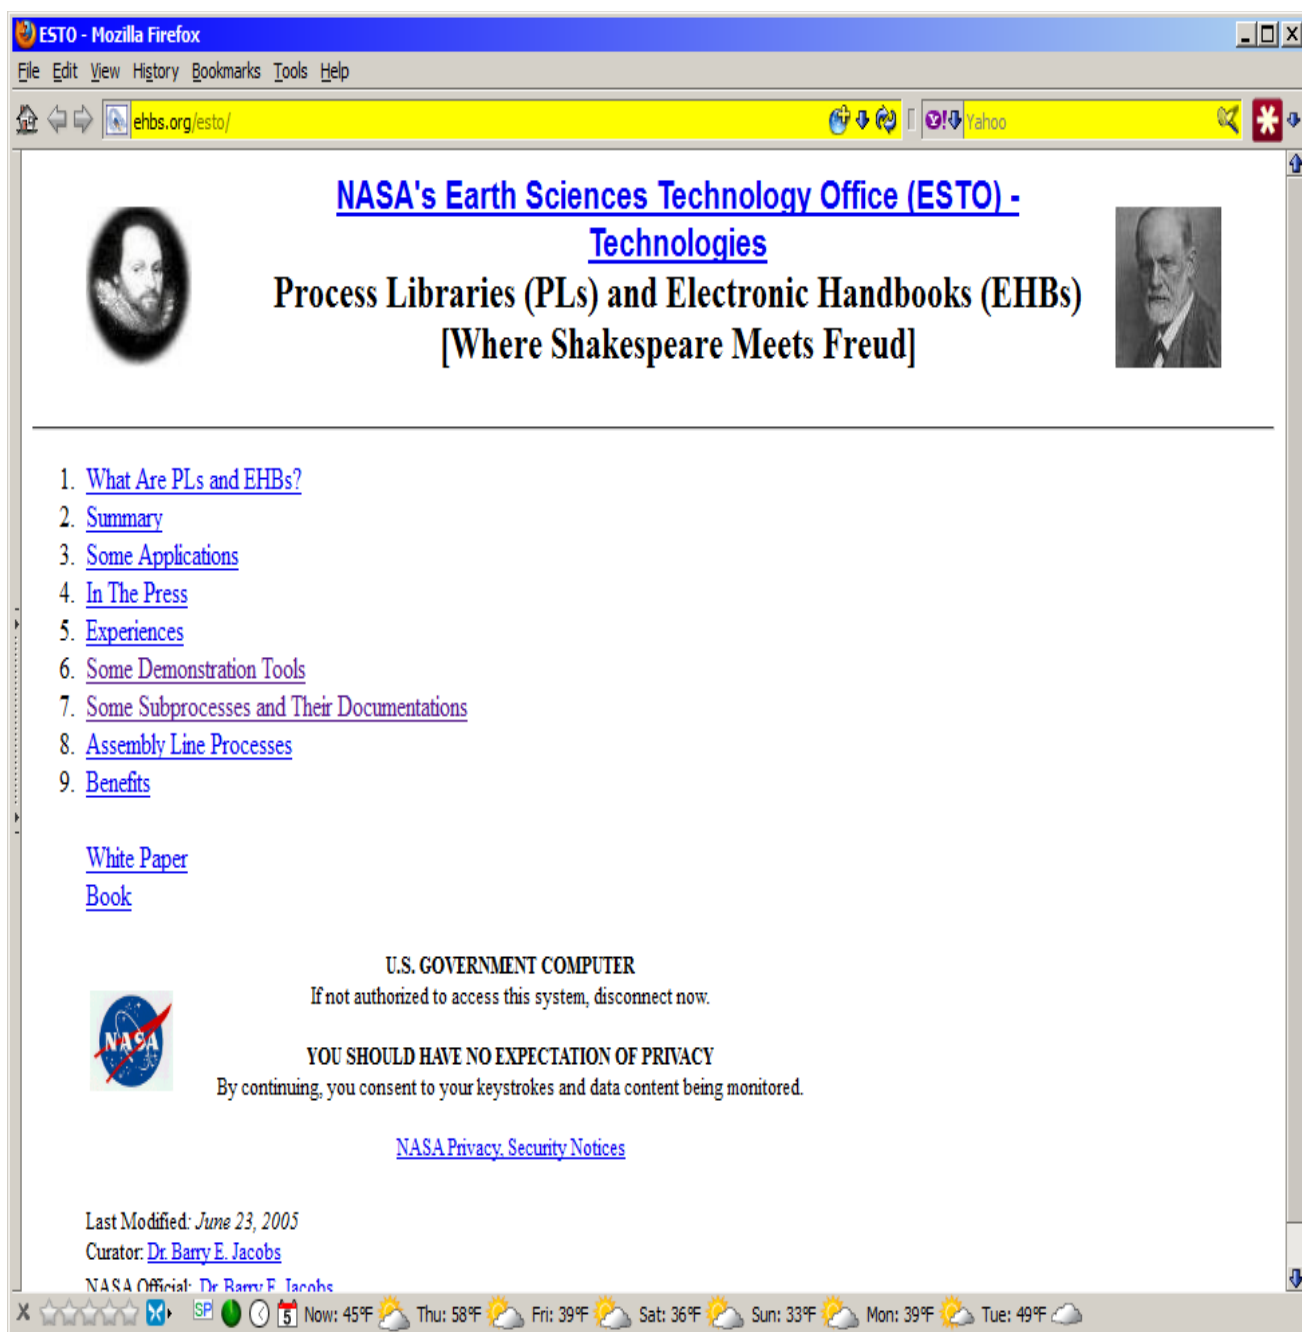 ESTO - Mozilla Firefox
File Edit View History Bookmarks Tools Help
ehbs.org/esto/
Y! Yahoo
NASA's Earth Sciences Technology Office (ESTO) -
Technologies
Process Libraries (PLs) and Electronic Handbooks (EHBs)
[Where Shakespeare Meets Freud]
1. What Are PLs and EHBs?
2. Summary
3. Some Applications
4. In The Press
5. Experiences
6. Some Demonstration Tools
7. Some Subprocesses and Their Documentations
8. Assembly Line Processes
9. Benefits
White Paper
Book
U.S. GOVERNMENT COMPUTER
If not authorized to access this system, disconnect now.
NASA
YOU SHOULD HAVE NO EXPECTATION OF PRIVACY
By continuing, you consent to your keystrokes and data content being monitored.
NASA Privacy, Security Notices
Last Modified: June 23, 2005
Curator: Dr. Barry E. Jacobs
NASA Official: Dr. Barry E. Jacobs
X SP 5 Now: 45°F Thu: 58°F Fri: 39°F Sat: 36°F Sun: 33°F Mon: 39°F Tue: 49°F